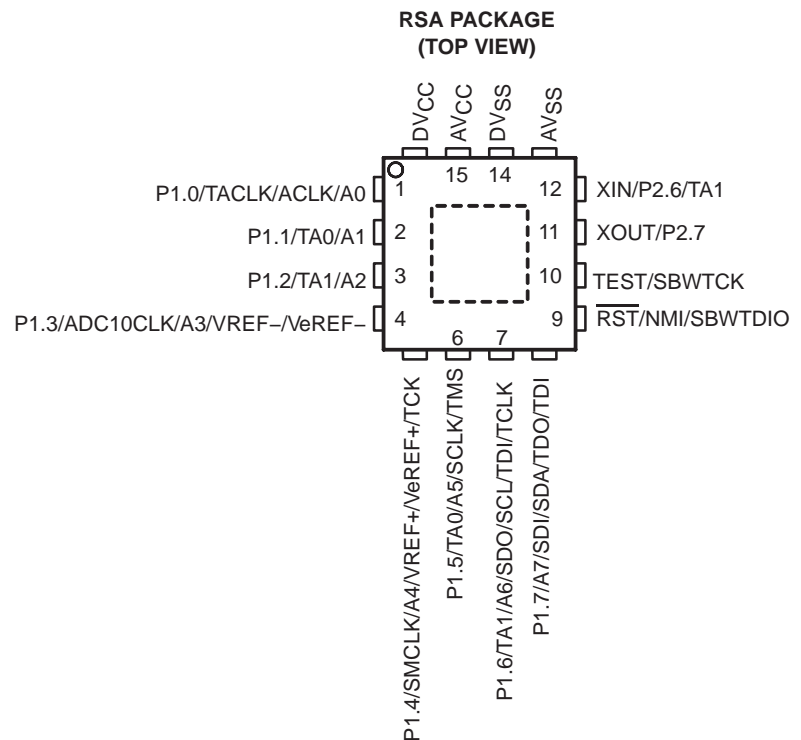 RSA PACKAGE
(TOP VIEW)
DVCC
AVCC
DVSS
AVSS
15
14
P1.0/TACLK/ACLK/A0
1
12
XIN/P2.6/TA1
P1.1/TA0/A1
2
11
XOUT/P2.7
P1.2/TA1/A2
3
10
TEST/SBWTCK
P1.3/ADC10CLK/A3/VREF−/VeREF−
4
9
RST/NMI/SBWTDIO
6
7
P1.4/SMCLK/A4/VREF+/VeREF+/TCK
P1.5/TA0/A5/SCLK/TMS
P1.6/TA1/A6/SDO/SCL/TDI/TCLK
P1.7/A7/SDI/SDA/TDO/TDI